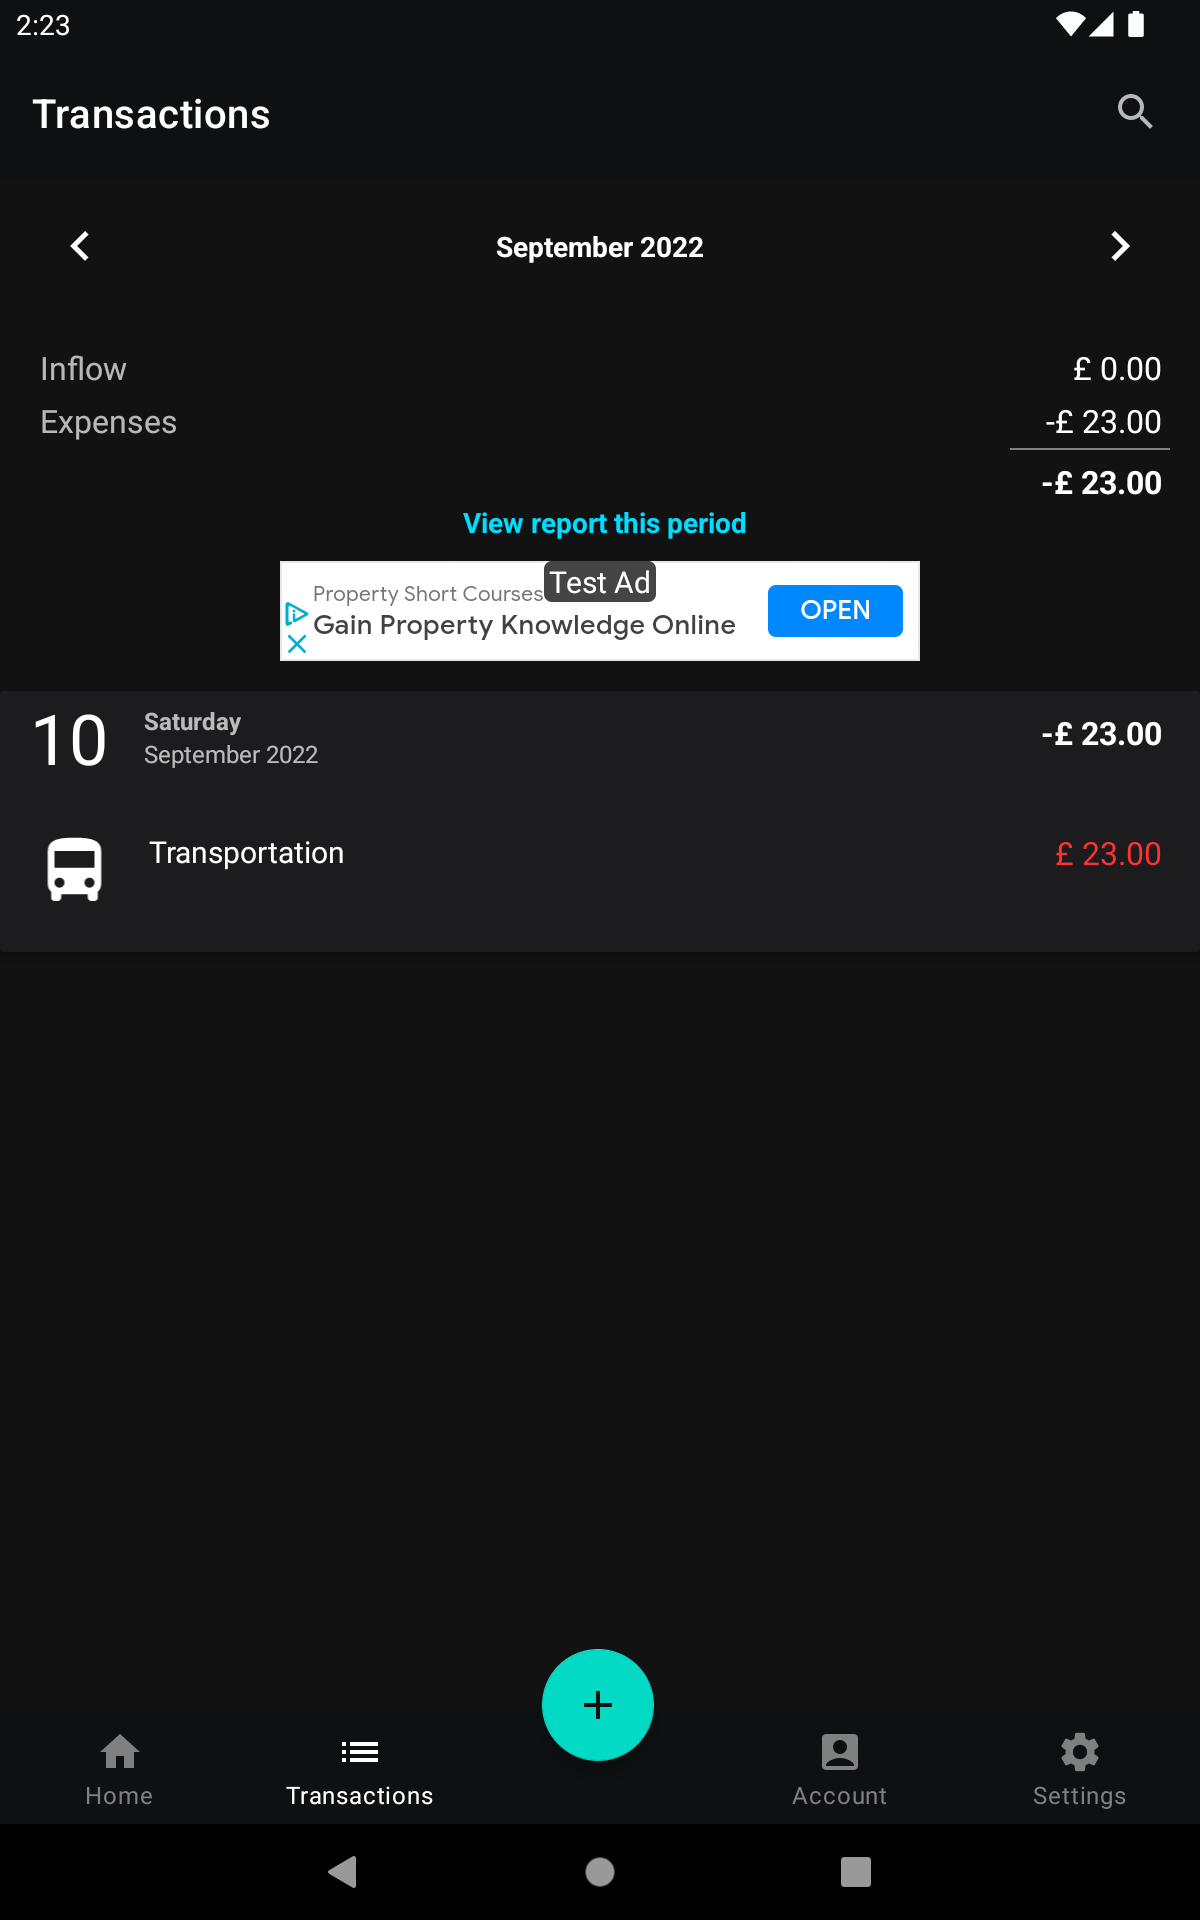 2:23
Transactions
September 2022
Inflow
£ 0.00
Expenses
-£ 23.00
-£ 23.00
View report this period
Test Ad
Property Short Courses
Gain Property Knowledge Online
OPEN
10
Saturday
September 2022
-£ 23.00
Transportation
£ 23.00
Home
Transactions
Account
Settings